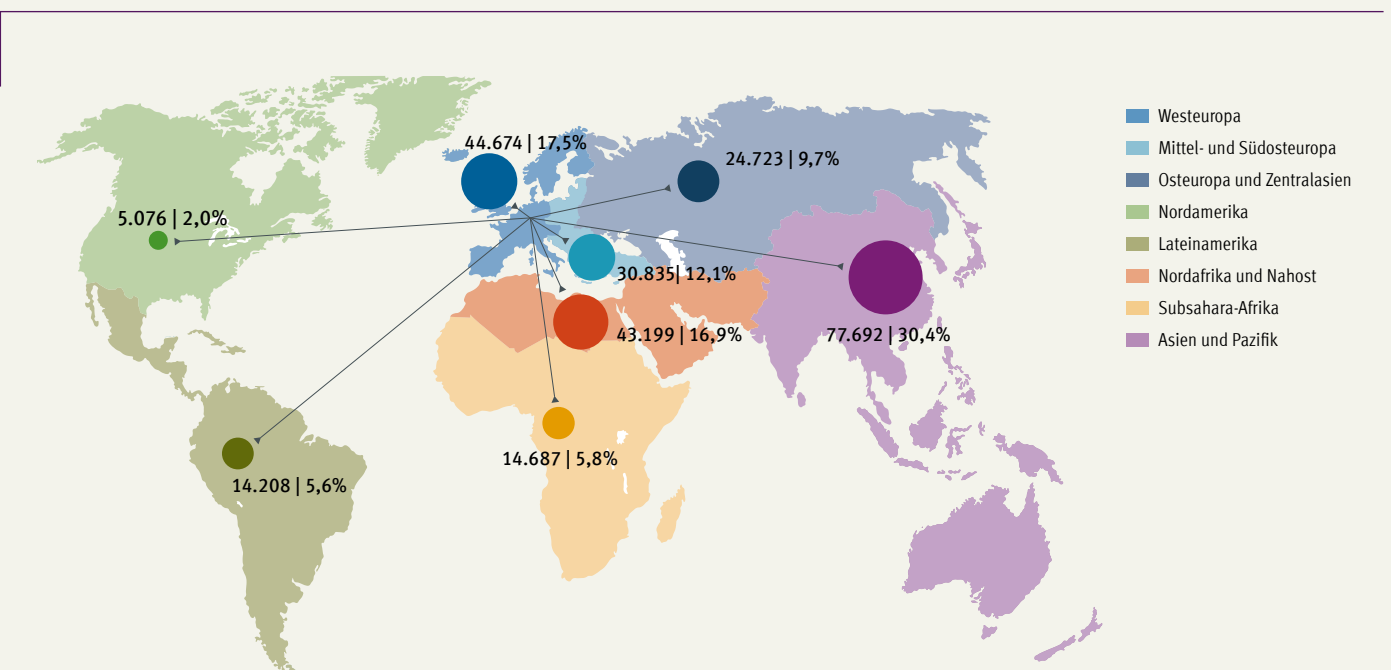 44.674 | 17,5%
24.723 | 9,7%
5.076 | 2,0%
30.835| 12,1%
43.199 | 16,9%
77.692 | 30,4%
14.687 | 5,8%
14.208 | 5,6%
Westeuropa
Mittel- und Südosteuropa
Osteuropa und Zentralasien
Nordamerika
Lateinamerika
Nordafrika und Nahost
Subsahara-Afrika
Asien und Pazifik